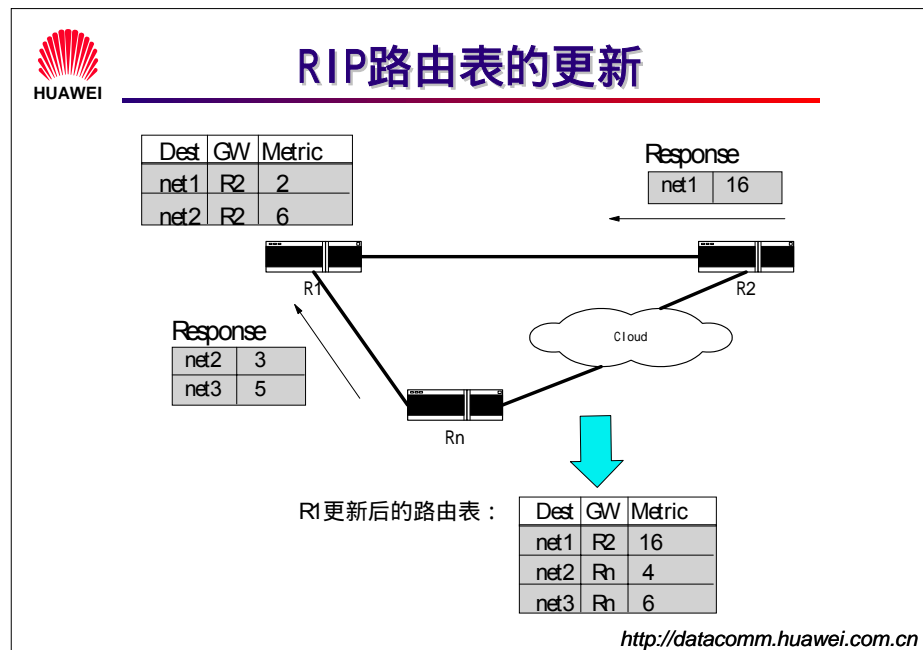 HUAWEI
RIP路由表的更新
Dest GW Metric
net1 R2 2
net2 R2 6
Response
net1 16
R1
R2
Response
net2 3
net3 5
Cloud
Rn
R1更新后的路由表：
Dest GW Metric
net1 R2 16
net2 Rn 4
net3 Rn 6
http://datacomm.huawei.com.cn